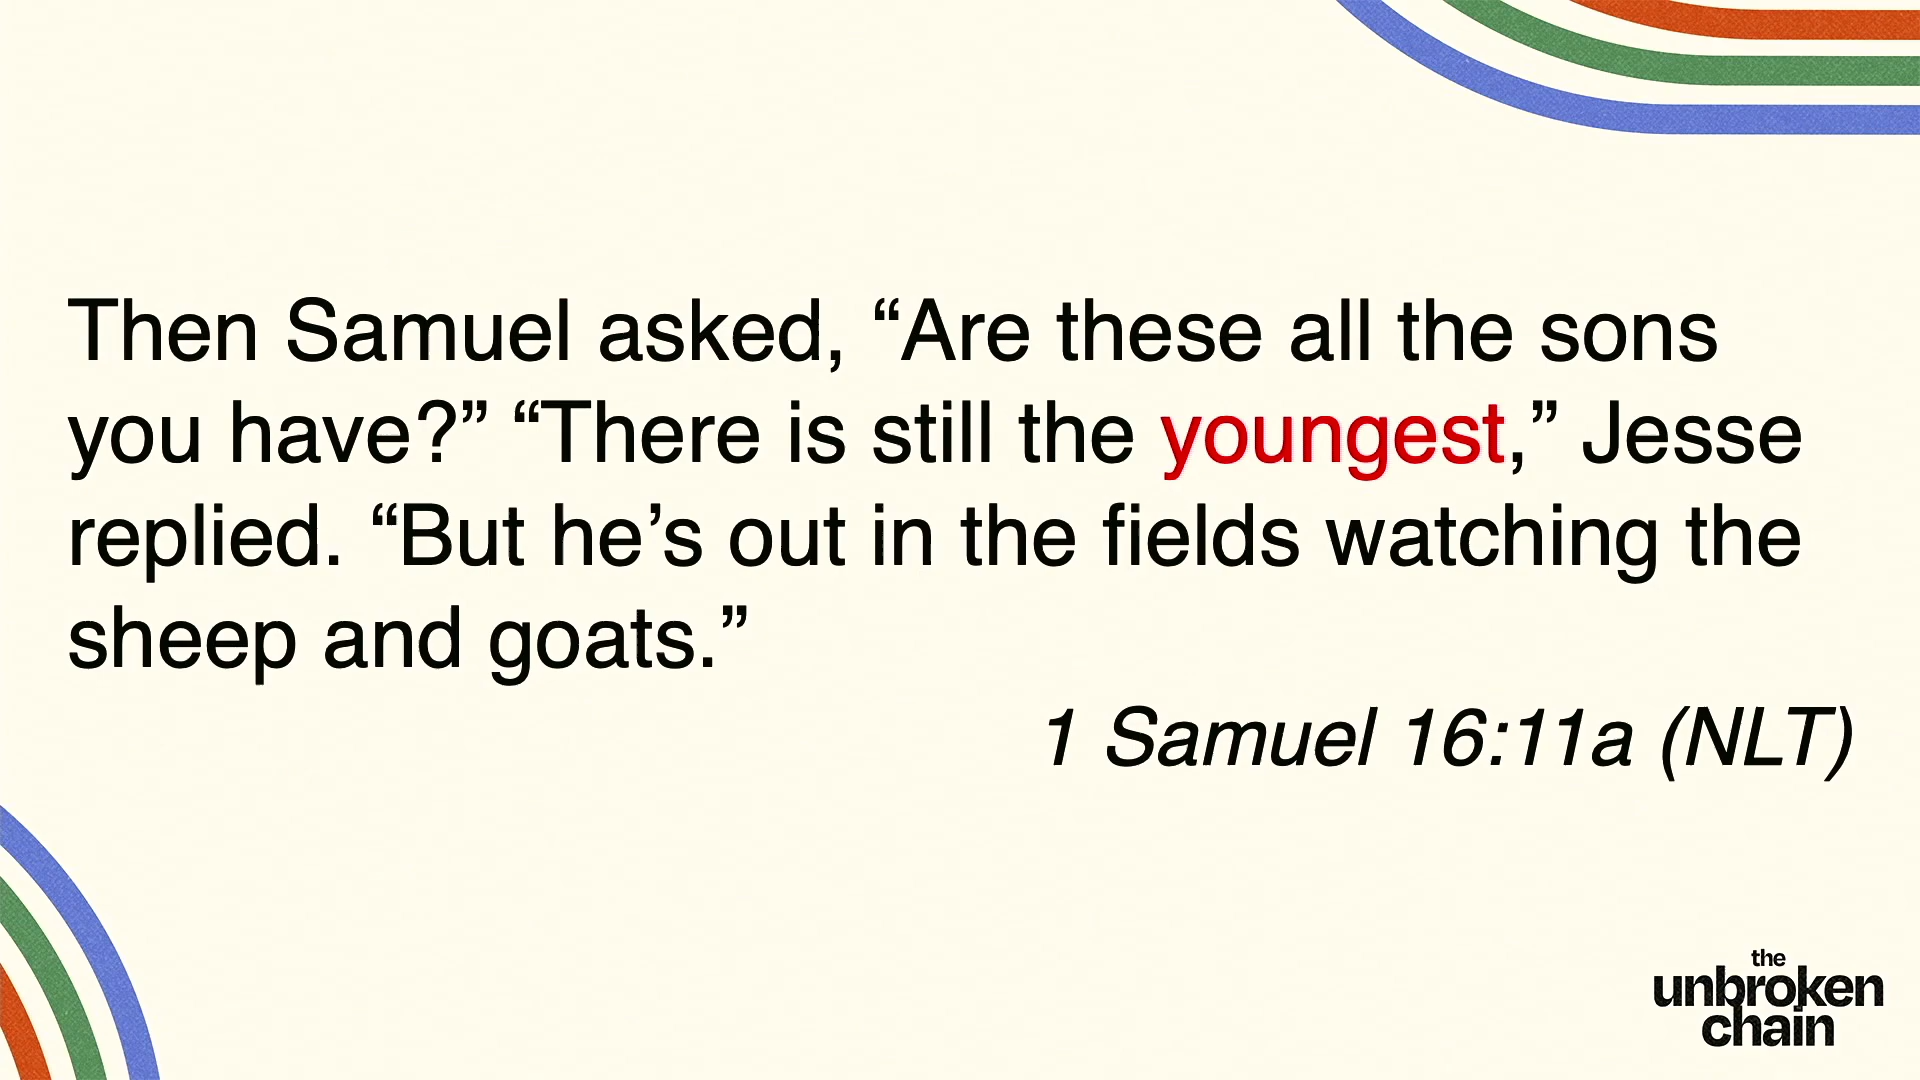 Then Samuel asked, “Are these all the sons
you have?” “There is still the youngest,” Jesse
replied. “But he’s out in the fields watching the
sheep and goats.”
1 Samuel 16:11a (NLT)
the
unbroken
chain